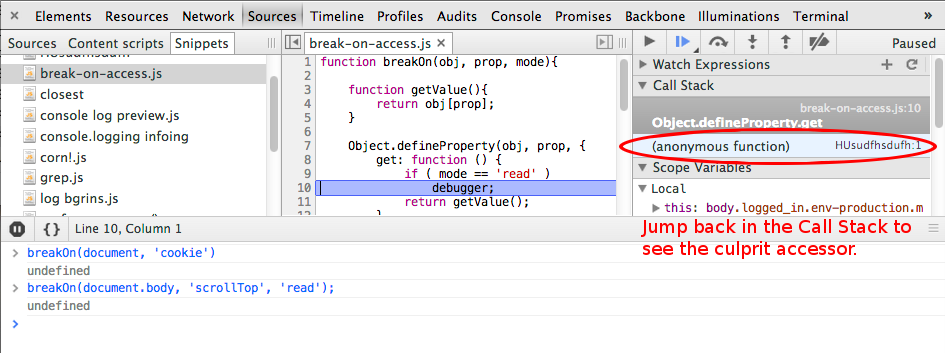 × Elements Resources Network Sources Timeline Profiles Audits Console Promises Backbone Illuminations Terminal »
Sources Content scripts Snippets
break-on-access.js
closest
console log preview.js
console.logging infoing
corn!.js
grep.js
log bgrins.js
break-on-access.js ×
1 function breakOn(obj, prop, mode){
2
3 function getValue(){
4 return obj[prop];
5 }
6
7 Object.defineProperty(obj, prop, {
8 get: function () {
9 if ( mode == 'read' )
10 debugger;
11 return getValue();
Paused
Watch Expressions
Call Stack
break-on-access.js:10
Object.defineProperty.get
(anonymous function) HUsudfhsdufh:1
Scope Variables
Local
this: body.logged_in.env-production.m
Jump back in the Call Stack to
see the culprit accessor.
{} Line 10, Column 1
> breakOn(document, 'cookie')
undefined
> breakOn(document.body, 'scrollTop', 'read');
undefined
>